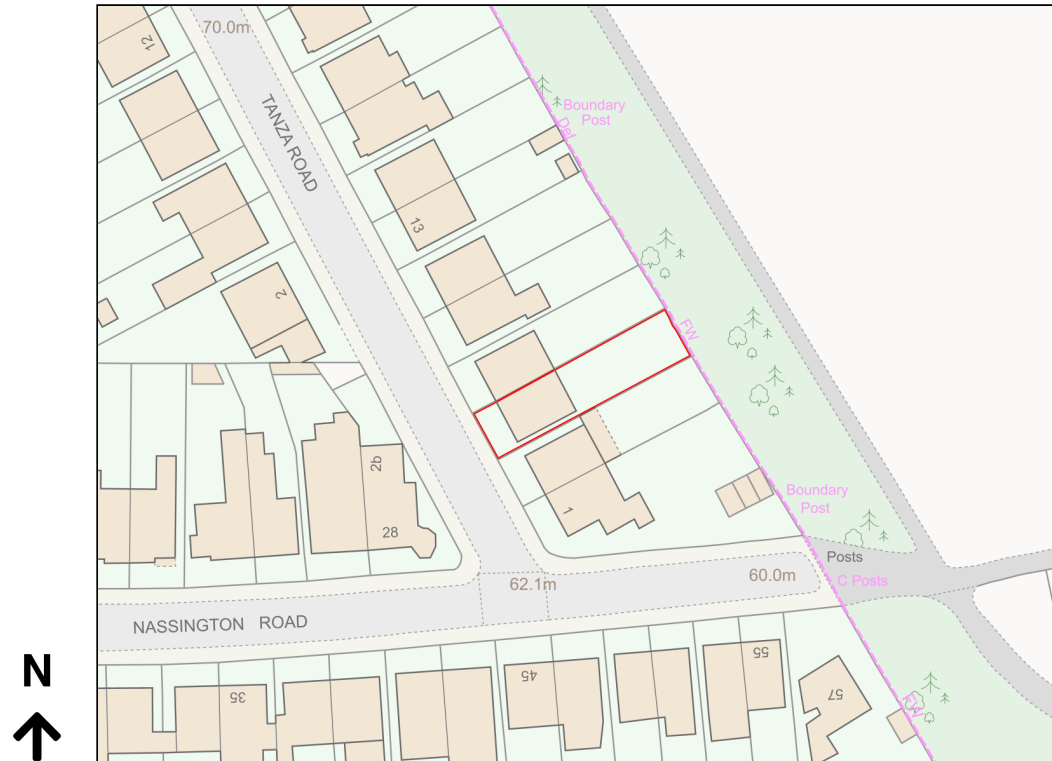 70.0m
12
TANZA ROAD
Boundary
Post
Def
13
2
FW
2b
28
1
Boundary
Post
Posts
C Posts
62.1m
60.0m
NASSINGTON ROAD
N
35
45
55
57
FW